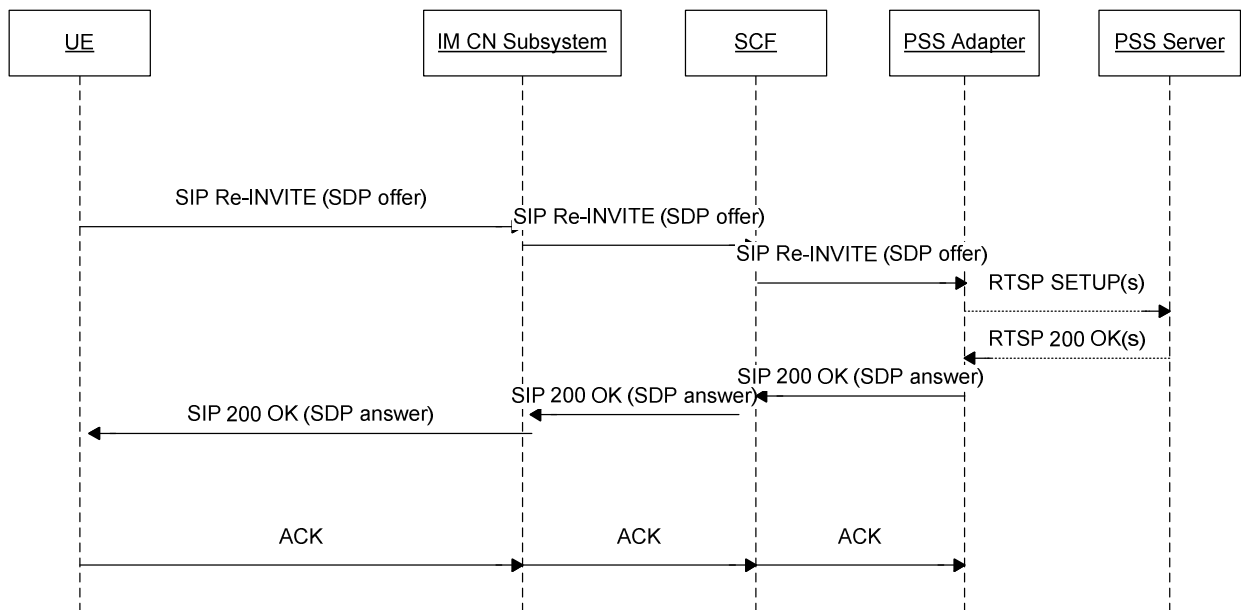 UE
IM CN Subsystem
SCF
PSS Adapter
PSS Server
SIP Re-INVITE (SDP offer)
SIP Re-INVITE (SDP offer)
SIP Re-INVITE (SDP offer)
RTSP SETUP(s)
RTSP 200 OK(s)
SIP 200 OK (SDP answer)
SIP 200 OK (SDP answer)
SIP 200 OK (SDP answer)
ACK
ACK
ACK